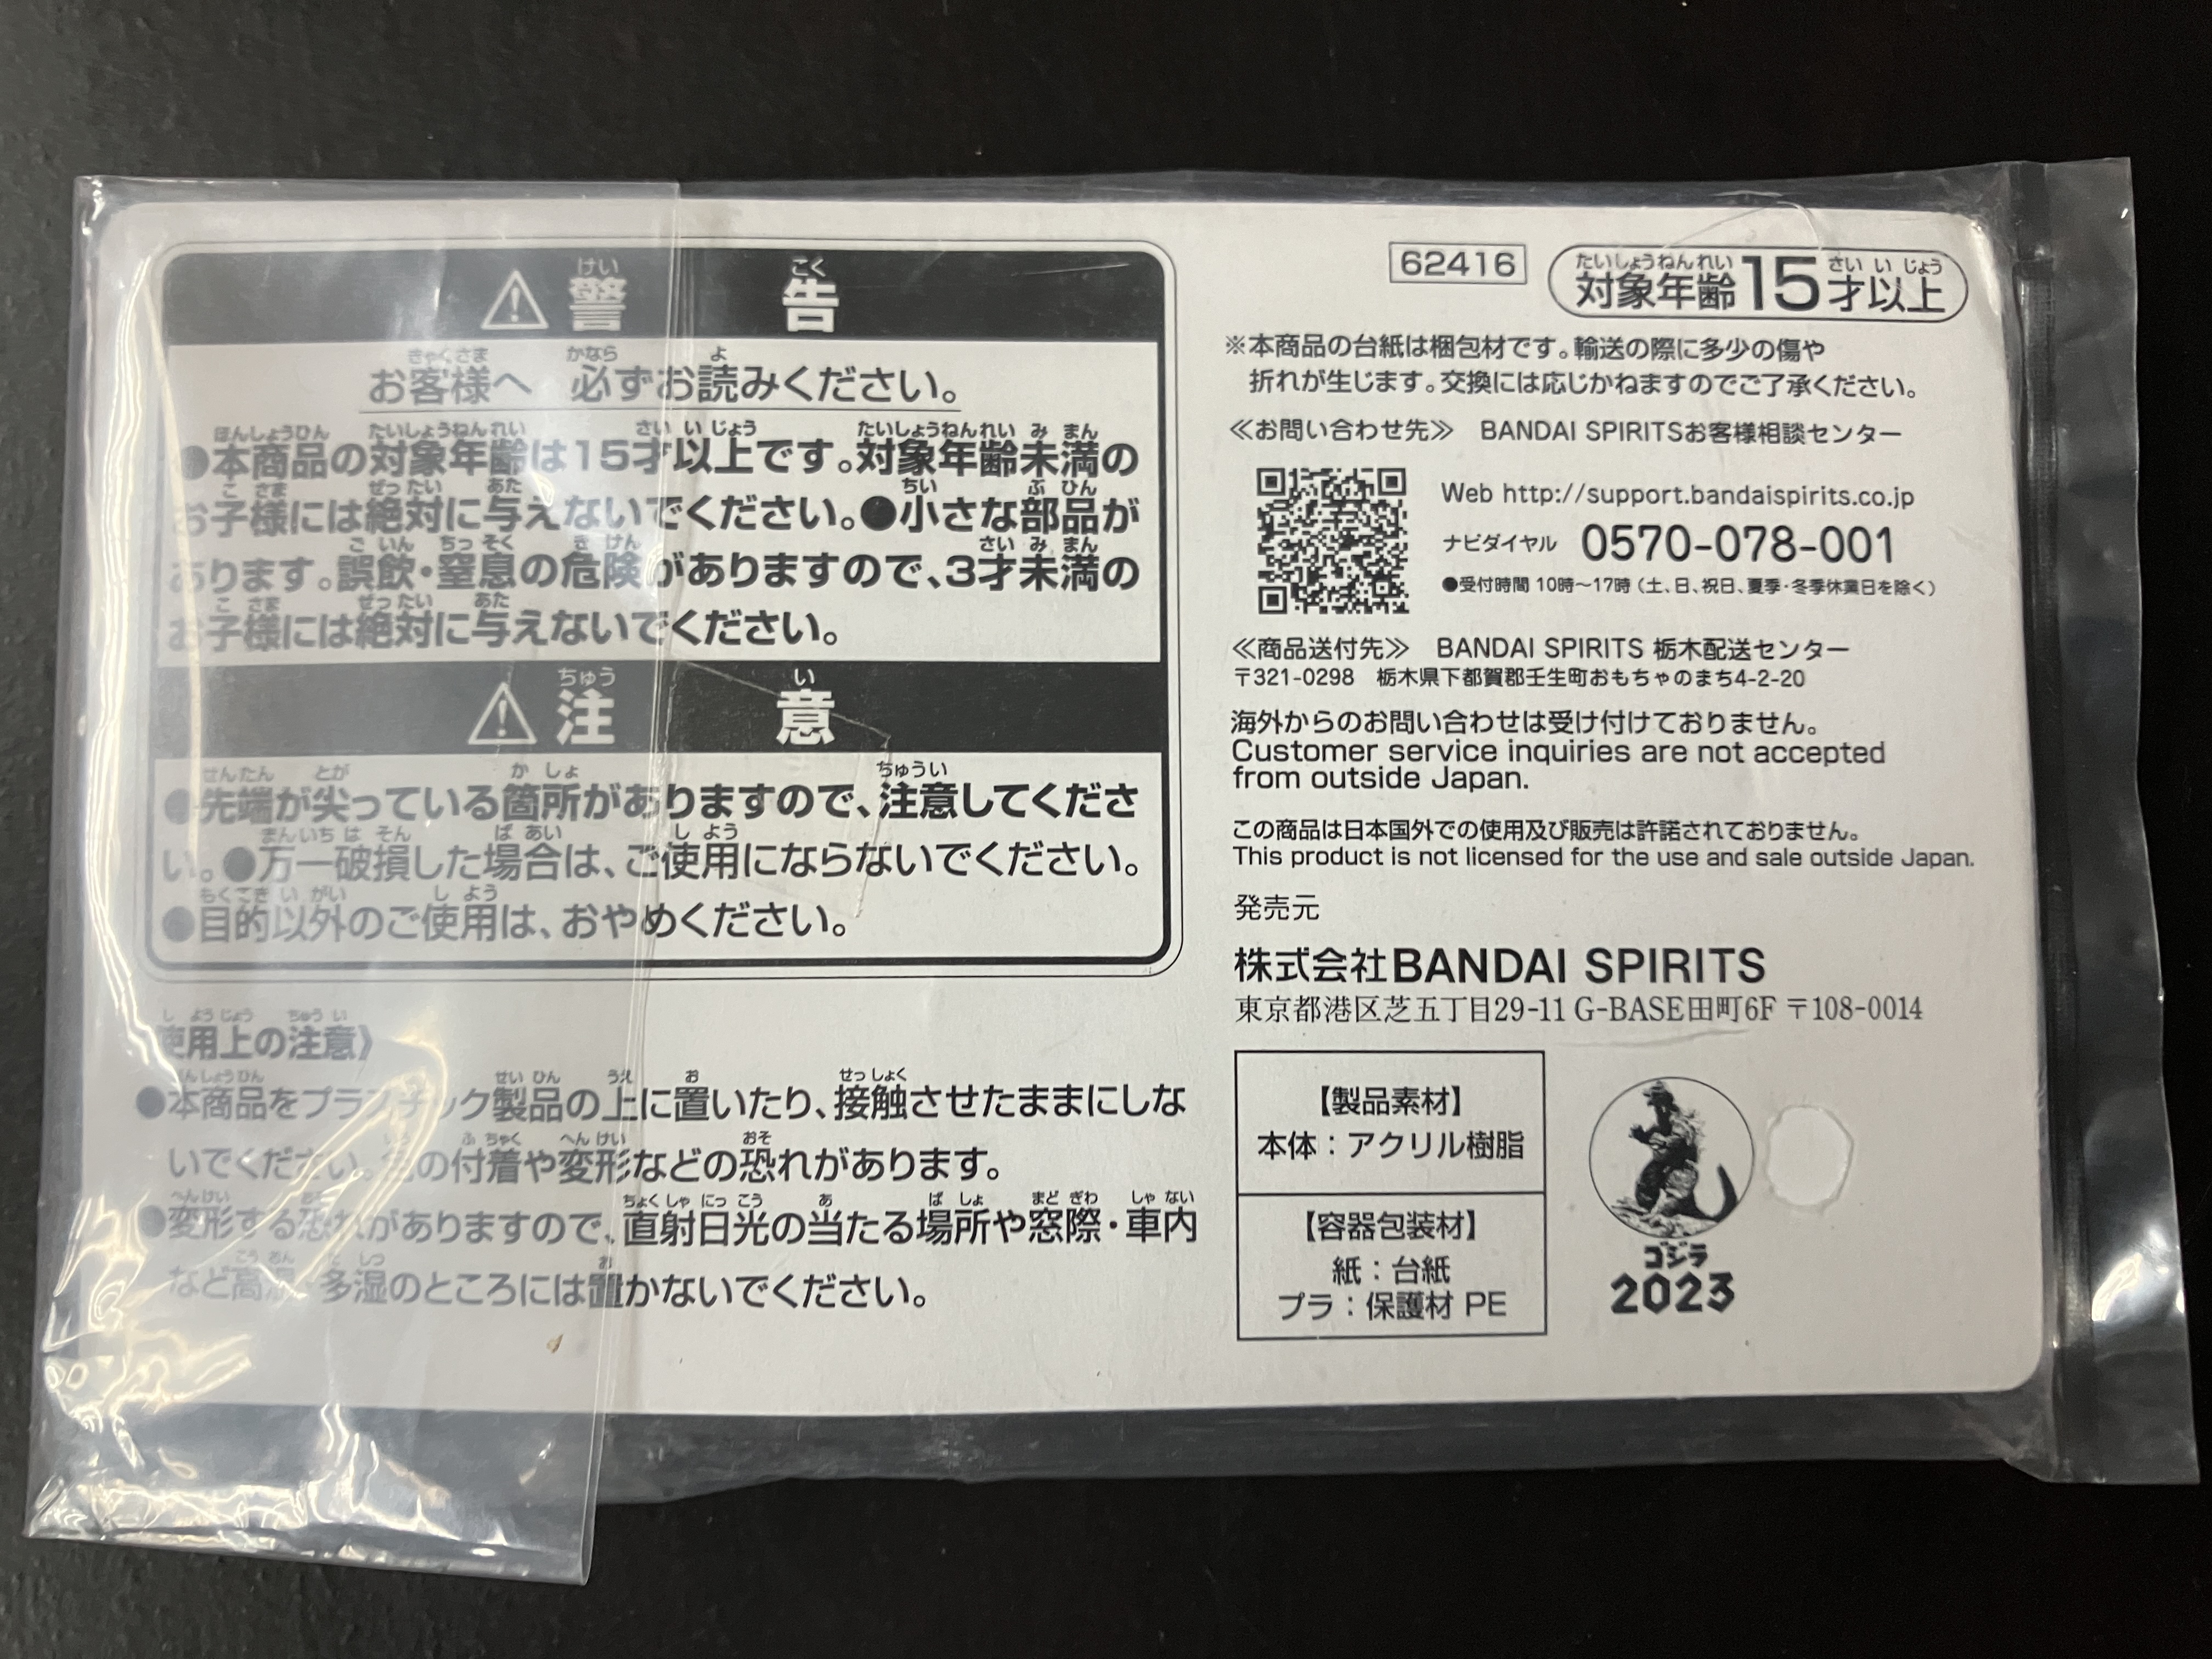 警告
お客様へ 必ずお読みください。
●本商品の対象年齢は15才以上です。対象年齢未満の
お子様には絶対に与えないでください。●小さな部品が
あります。誤飲・窒息の危険がありますので、3才未満の
お子様には絶対に与えないでください。
注意
●先端が尖っている箇所がありますので、注意してくださ
い。●万一破損した場合は、ご使用にならないでください。
●目的以外のご使用は、おやめください。
使用上の注意》
●本商品をプラスチック製品の上に置いたり、接触させたままにしな
いでください。色の付着や変形などの恐れがあります。
●変形する恐れがありますので、直射日光の当たる場所や窓際・車内
など高温・多湿のところには置かないでください。
62416
対象年齢15才以上
※本商品の台紙は梱包材です。輸送の際に多少の傷や
折れが生じます。交換には応じかねますのでご了承ください。
≪お問い合わせ先≫ BANDAI SPIRITSお客様相談センター
Web http://support.bandaispirits.co.jp
ナビダイヤル 0570-078-001
●受付時間 10時～17時（土、日、祝日、夏季・冬季休業日を除く）
≪商品送付先≫ BANDAI SPIRITS 栃木配送センター
〒321-0298 栃木県下都賀郡壬生町おもちゃのまち4-2-20
海外からのお問い合わせは受け付けておりません。
Customer service inquiries are not accepted
from outside Japan.
この商品は日本国外での使用及び販売は許諾されておりません。
This product is not licensed for the use and sale outside Japan.
発売元
株式会社BANDAI SPIRITS
東京都港区芝五丁目29-11 G-BASE田町6F 〒108-0014
【製品素材】
本体：アクリル樹脂
【容器包装材】
紙：台紙
プラ：保護材 PE
ゴジラ
2023